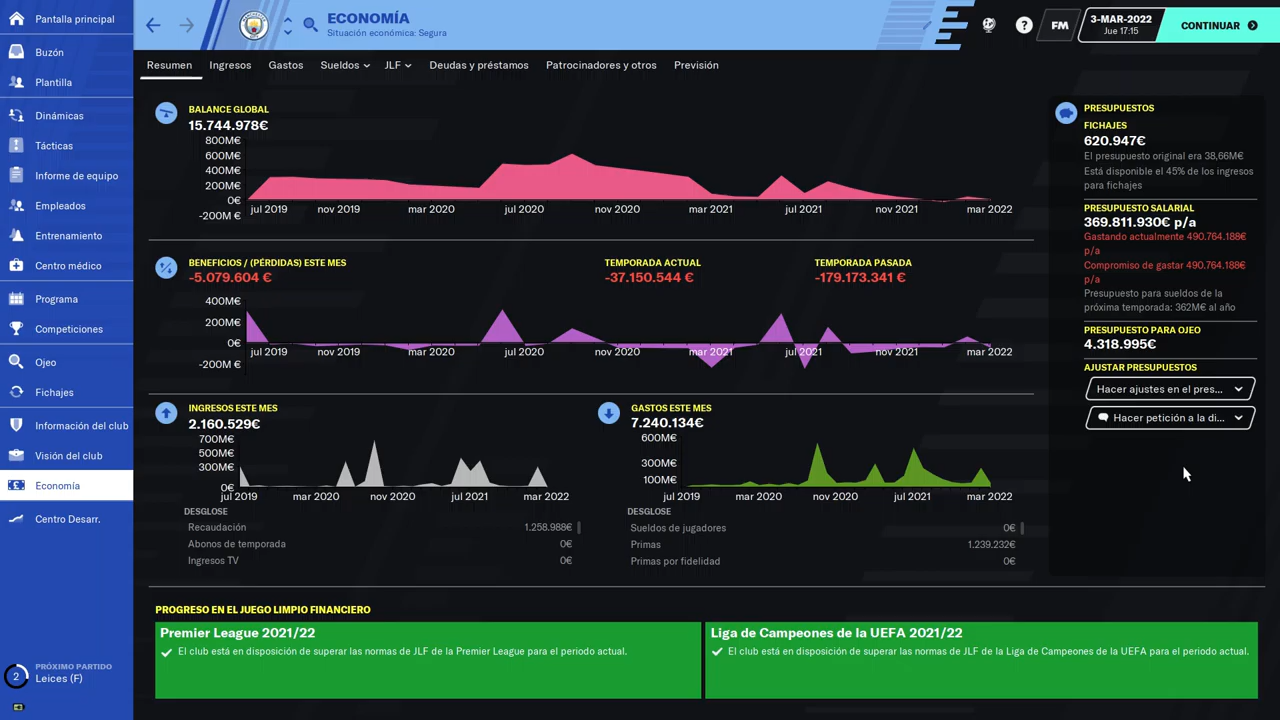 Pantalla principal
ECONOMÍA
Situación económica: Segura
FM
3-MAR-2022
Jue 17:15
CONTINUAR
Buzón
Plantilla
Dinámicas
Tácticas
Informe de equipo
Empleados
Entrenamiento
Centro médico
Programa
Competiciones
Ojeo
Fichajes
Información del club
Visión del club
Economía
Centro Desarr.
PRÓXIMO PARTIDO
2
Leices (F)
Resumen
Ingresos
Gastos
Sueldos
JLF
Deudas y préstamos
Patrocinadores y otros
Previsión
BALANCE GLOBAL
15.744.978€
800M€
600M€
400M€
200M€
0€
-200M €
jul 2019 nov 2019 mar 2020 jul 2020 nov 2020 mar 2021 jul 2021 nov 2021 mar 2022
BENEFICIOS / (PÉRDIDAS) ESTE MES
-5.079.604 €
TEMPORADA ACTUAL
-37.150.544 €
TEMPORADA PASADA
-179.173.341 €
400M€
200M€
0€
-200M €
jul 2019 nov 2019 mar 2020 jul 2020 nov 2020 mar 2021 jul 2021 nov 2021 mar 2022
INGRESOS ESTE MES
2.160.529€
700M€
500M€
300M€
0€
jul 2019 mar 2020 nov 2020 jul 2021 mar 2022
DESGLOSE
Recaudación 1.258.988€
Abonos de temporada 0€
Ingresos TV 0€
GASTOS ESTE MES
7.240.134€
600M€
300M€
100M€
jul 2019 mar 2020 nov 2020 jul 2021 mar 2022
DESGLOSE
Sueldos de jugadores 0€
Primas 1.239.232€
Primas por fidelidad 0€
PRESUPUESTOS
FICHAJES
620.947€
El presupuesto original era 38,66M€
Está disponible el 45% de los ingresos
para fichajes
PRESUPUESTO SALARIAL
369.811.930€ p/a
Gastando actualmente 490.764.188€
p/a
Compromiso de gastar 490.764.188€
p/a
Presupuesto para sueldos de la
próxima temporada: 362M€ al año
PRESUPUESTO PARA OJEO
4.318.995€
AJUSTAR PRESUPUESTOS
Hacer ajustes en el pres...
Hacer petición a la di...
PROGRESO EN EL JUEGO LIMPIO FINANCIERO
Premier League 2021/22
El club está en disposición de superar las normas de JLF de la Premier League para el periodo actual.
Liga de Campeones de la UEFA 2021/22
El club está en disposición de superar las normas de JLF de la Liga de Campeones de la UEFA para el periodo actual.